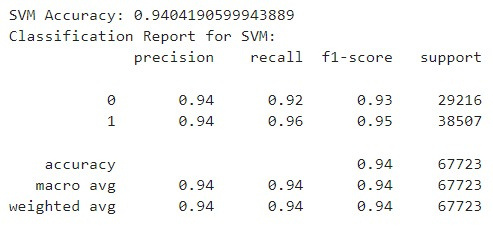 SVM Accuracy: 0.9404190599943889
Classification Report for SVM:
precision recall f1-score support
0 0.94 0.92 0.93 29216
1 0.94 0.96 0.95 38507
accuracy 0.94 67723
macro avg 0.94 0.94 0.94 67723
weighted avg 0.94 0.94 0.94 67723